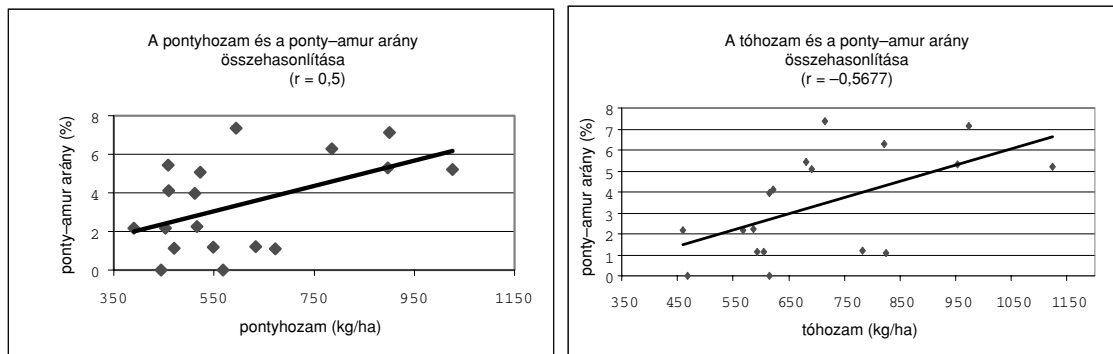 A pontyhozam és a ponty–amur arány
összehasonlítása
(r = 0,5)
ponty–amur arány (%)
8
6
4
2
0
350 550 750 950 1150
pontyhozam (kg/ha)
A tóhozam és a ponty–amur arány
összehasonlítása
(r = –0,5677)
ponty–amur arány (%)
8
7
6
5
4
3
2
1
0
350 450 550 650 750 850 950 1050 1150
tóhozam (kg/ha)